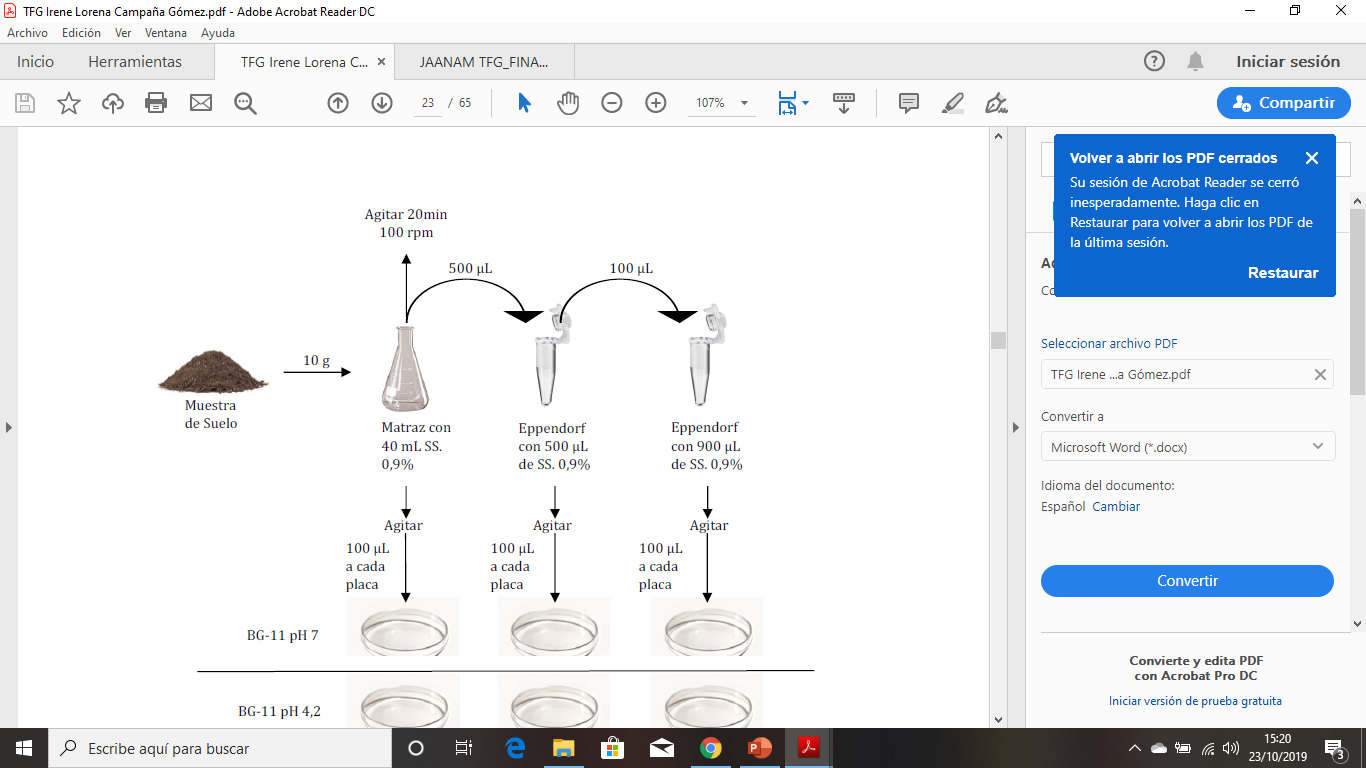 TFG Irene Lorena Campaña Gómez.pdf - Adobe Acrobat Reader DC
Archivo Edición Ver Ventana Ayuda
Inicio Herramientas TFG Irene Lorena C... JAANAM TFG_FINA... Iniciar sesión
23 / 65 107% Compartir
Volver a abrir los PDF cerrados
Su sesión de Acrobat Reader se cerró
inesperadamente. Haga clic en
Restaurar para volver a abrir los PDF de
la última sesión.
Restaurar
Agitar 20min
100 rpm
500 µL
100 µL
10 g
Muestra
de Suelo
Matraz con
40 mL SS.
0,9%
Eppendorf
con 500 µL
de SS. 0,9%
Eppendorf
con 900 µL
de SS. 0,9%
Agitar
Agitar
Agitar
100 µL
a cada
placa
100 µL
a cada
placa
100 µL
a cada
placa
BG-11 pH 7
BG-11 pH 4,2
Seleccionar archivo PDF
TFG Irene ...a Gómez.pdf
Convertir a
Microsoft Word (*.docx)
Idioma del documento:
Español Cambiar
Convertir
Convierte y edita PDF
con Acrobat Pro DC
Iniciar versión de prueba gratuita
Escribe aquí para buscar
15:20
23/10/2019
3